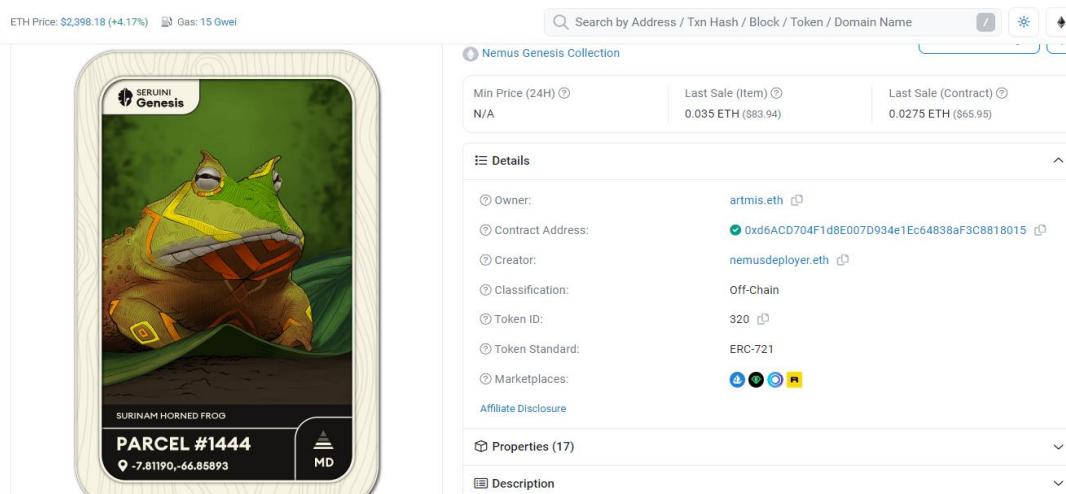 ETH Price: $2,398.18 (+4.17%) Gas: 15 Gwei
Search by Address / Txn Hash / Block / Token / Domain Name /
SERUINI
Genesis
SURINAM HORNED FROG
PARCEL #1444
-7.81190,-66.85893
MD
Nemus Genesis Collection
Min Price (24H)
N/A
Last Sale (Item)
0.035 ETH ($83.94)
Last Sale (Contract)
0.0275 ETH ($65.95)
Details
Owner: artmis.eth
Contract Address: 0xd6ACD704F1d8E007D934e1Ec64838aF3C8818015
Creator: nemusdeployer.eth
Classification: Off-Chain
Token ID: 320
Token Standard: ERC-721
Marketplaces:
Affiliate Disclosure
Properties (17)
Description